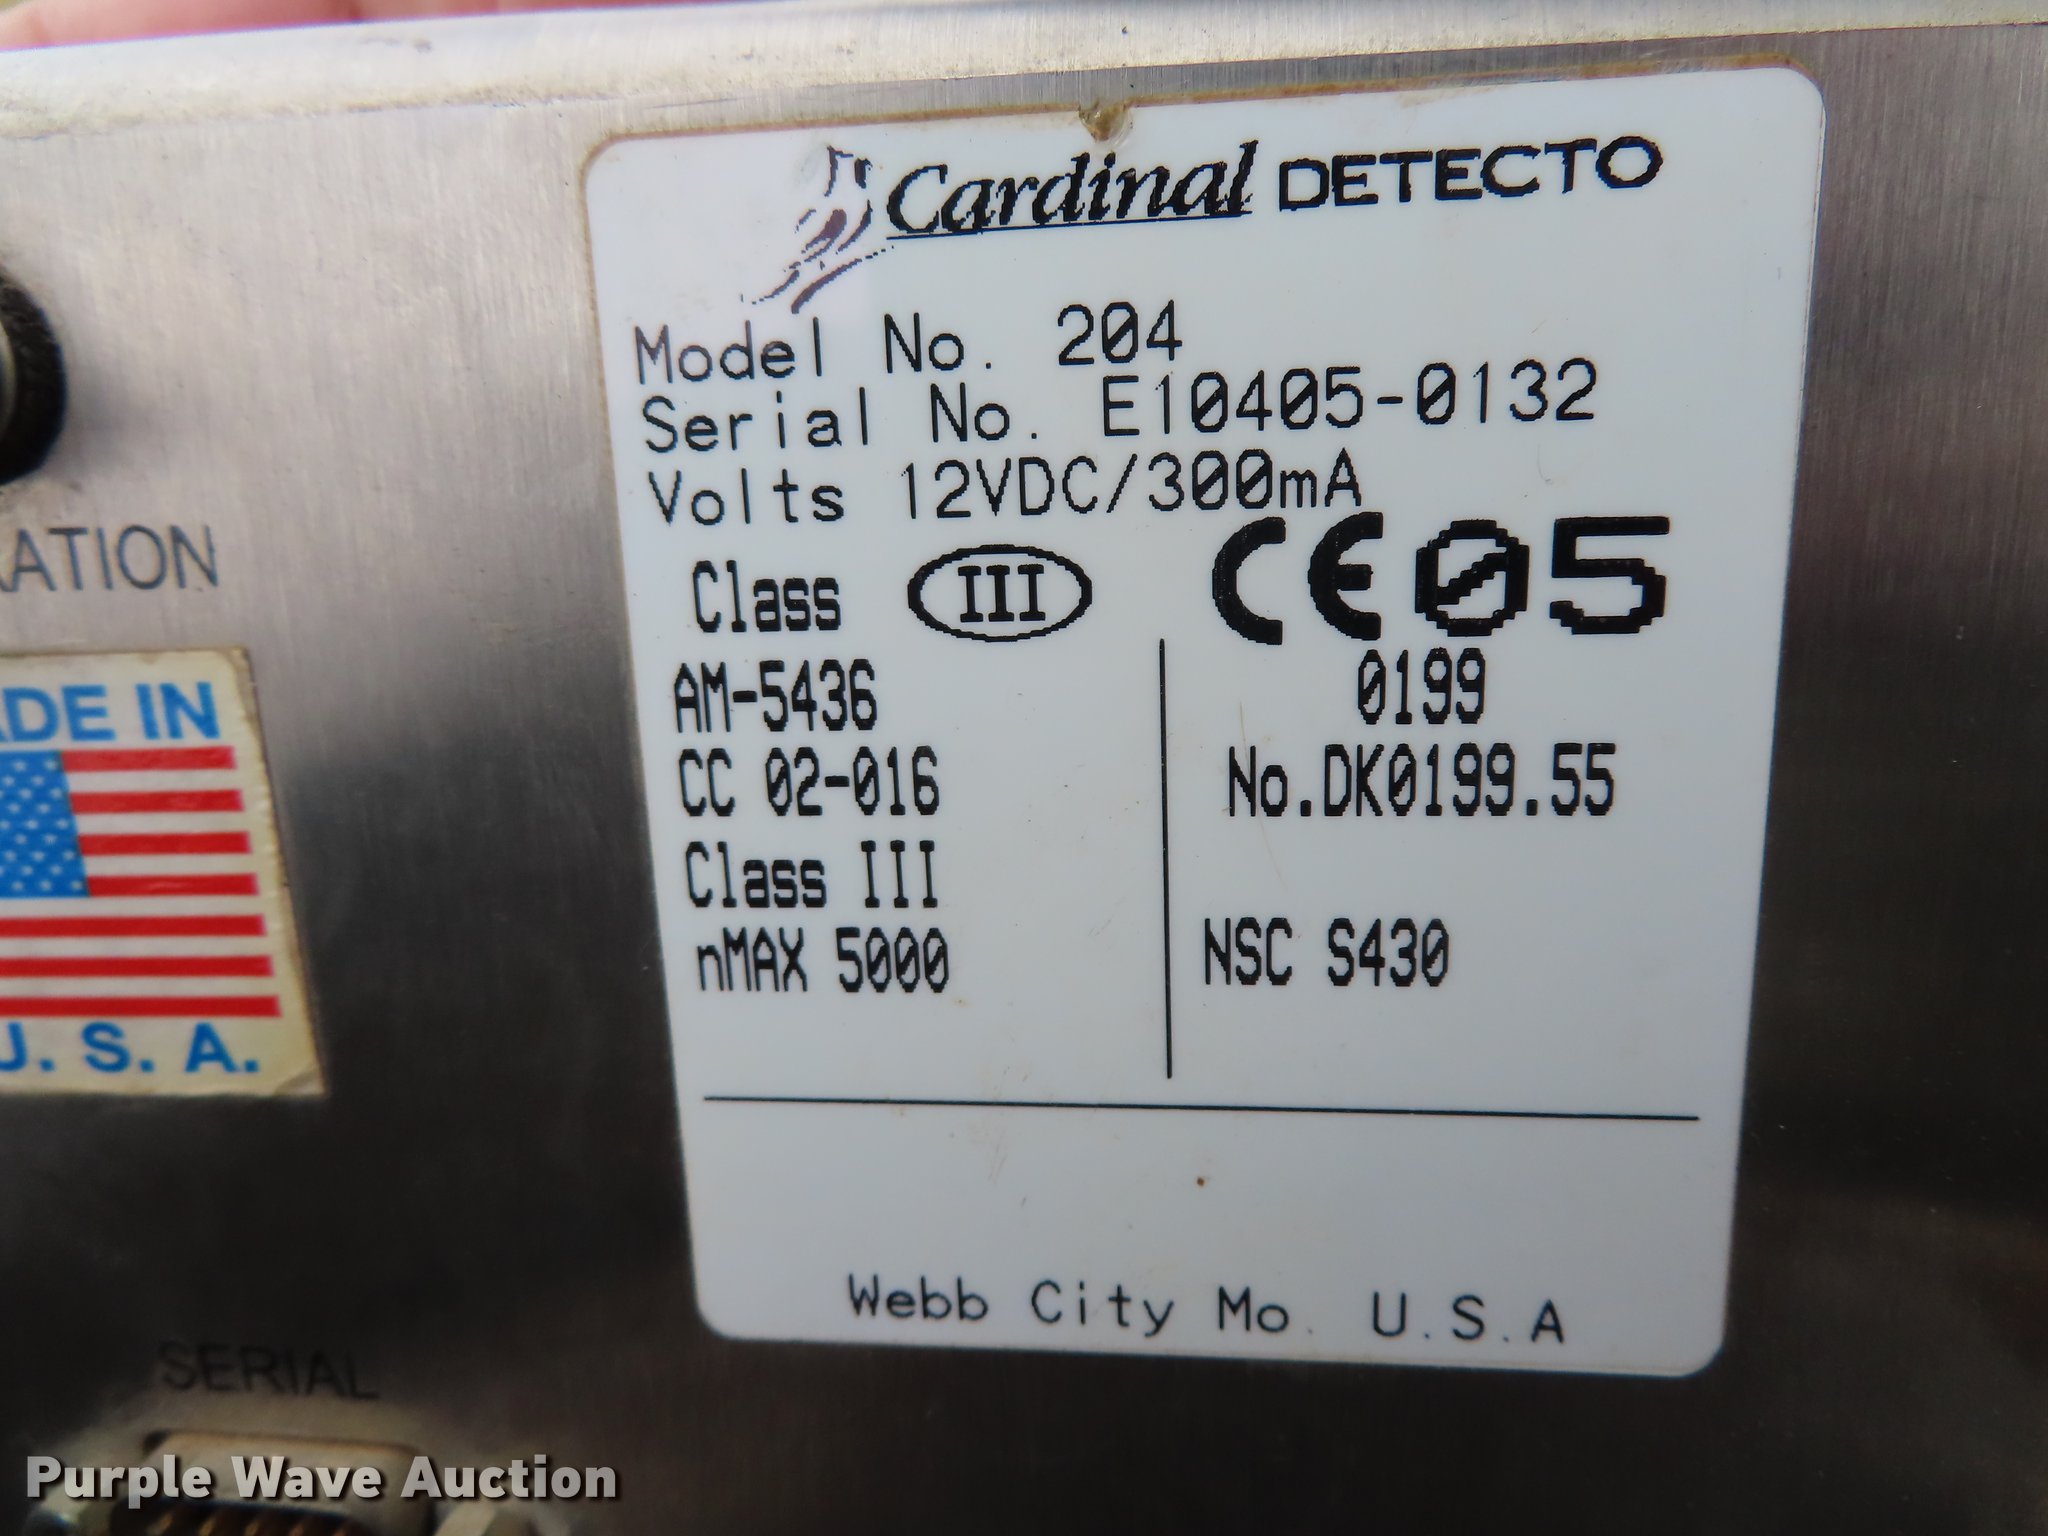 Cardinal DETECTO
Model No. 204
Serial No. E10405-0132
Volts 12VDC/300mA
Class III CE05
AM-5436 0199
CC 02-016 No.DK0199.55
Class III
nMAX 5000 NSC S430
Webb City Mo. U.S.A
RATION
ADE IN
U. S. A.
SERIAL
Purple Wave Auction